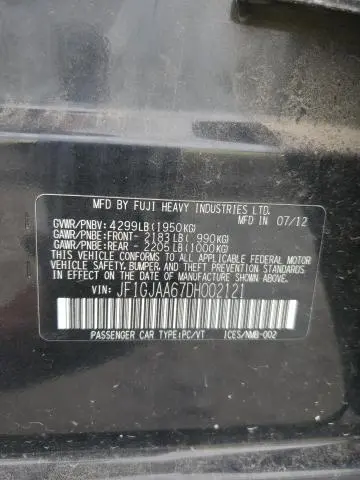 MFD BY FUJI HEAVY INDUSTRIES LTD.
MFD IN 07/12
GVWR/PNBV: 4299LB(1950KG)
GAWR/PNBE:FRONT- 2183LB( 990KG)
GAWR/PNBE:REAR - 2205LB(1000KG)
THIS VEHICLE CONFORMS TO ALL APPLICABLE FEDERAL MOTOR
VEHICLE SAFETY, BUMPER, AND THEFT PREVENTION STANDARDS
IN EFFECT ON THE DATE OF MANUFACTURE SHOWN ABOVE.
VIN: JF1GJAA67DH002121
PASSENGER CAR TYPE:PC/VT ICES/NMB-002